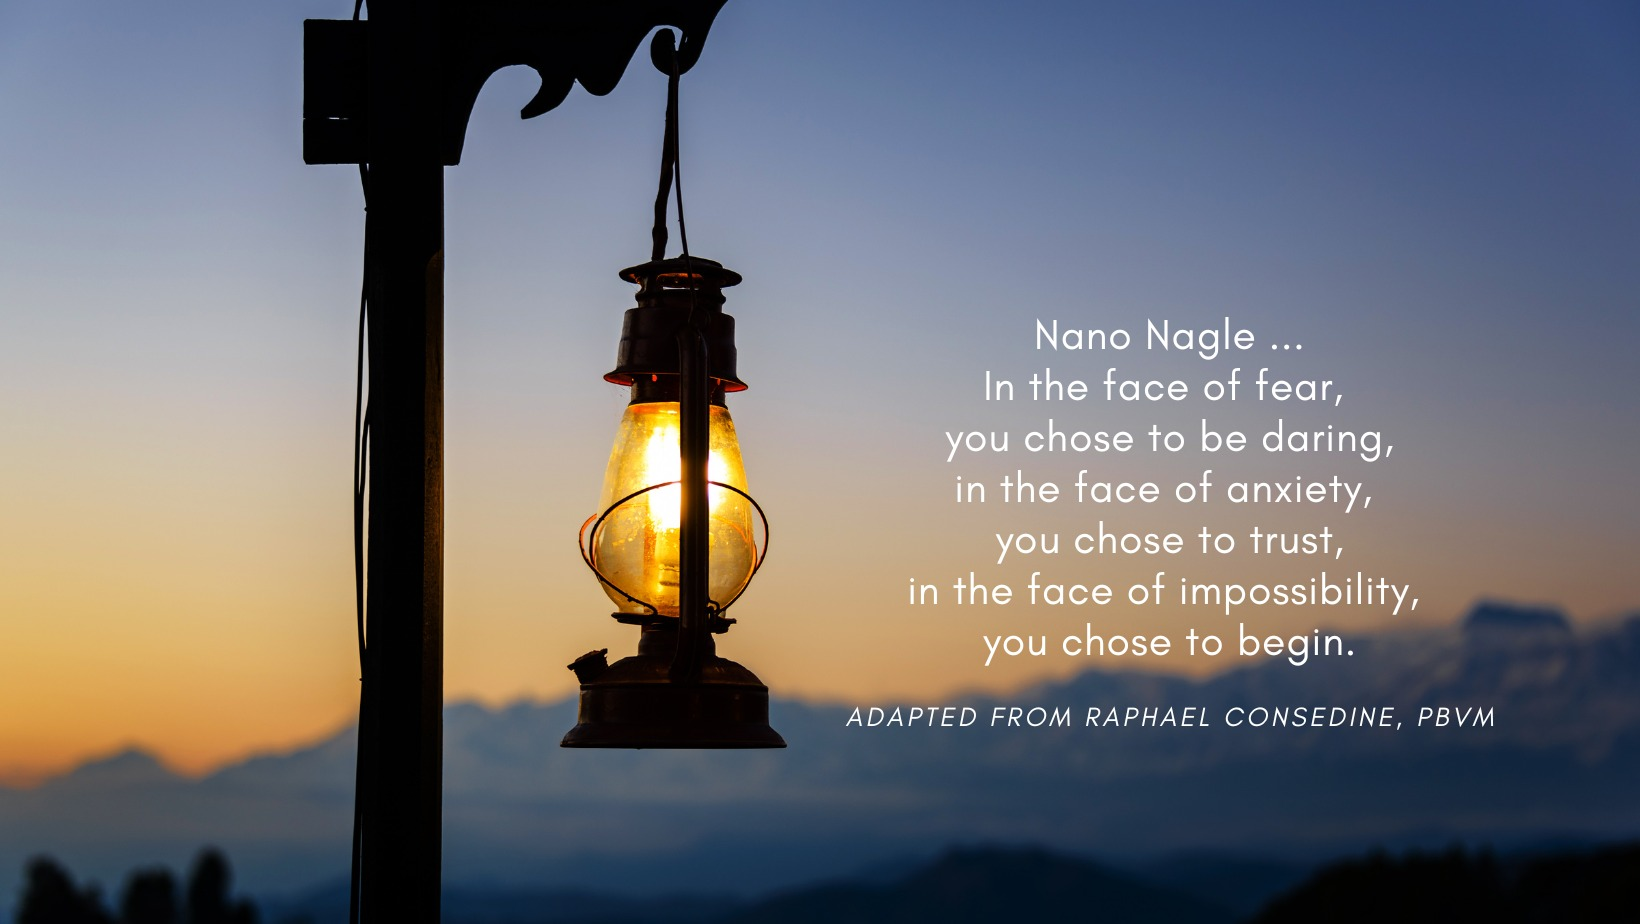 Nano Nagle ...
In the face of fear,
you chose to be daring,
in the face of anxiety,
you chose to trust,
in the face of impossibility,
you chose to begin.
ADAPTED FROM RAPHAEL CONSEDINE, PBVM